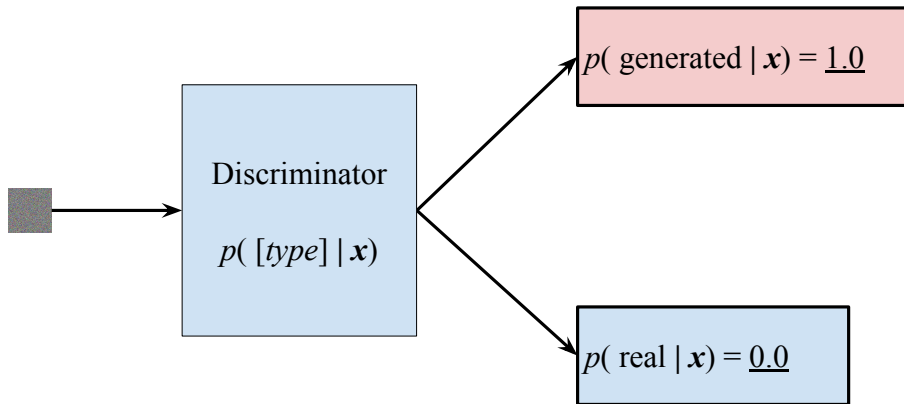 p( generated | x) = 1.0
Discriminator
p( [type] | x)
p( real | x) = 0.0